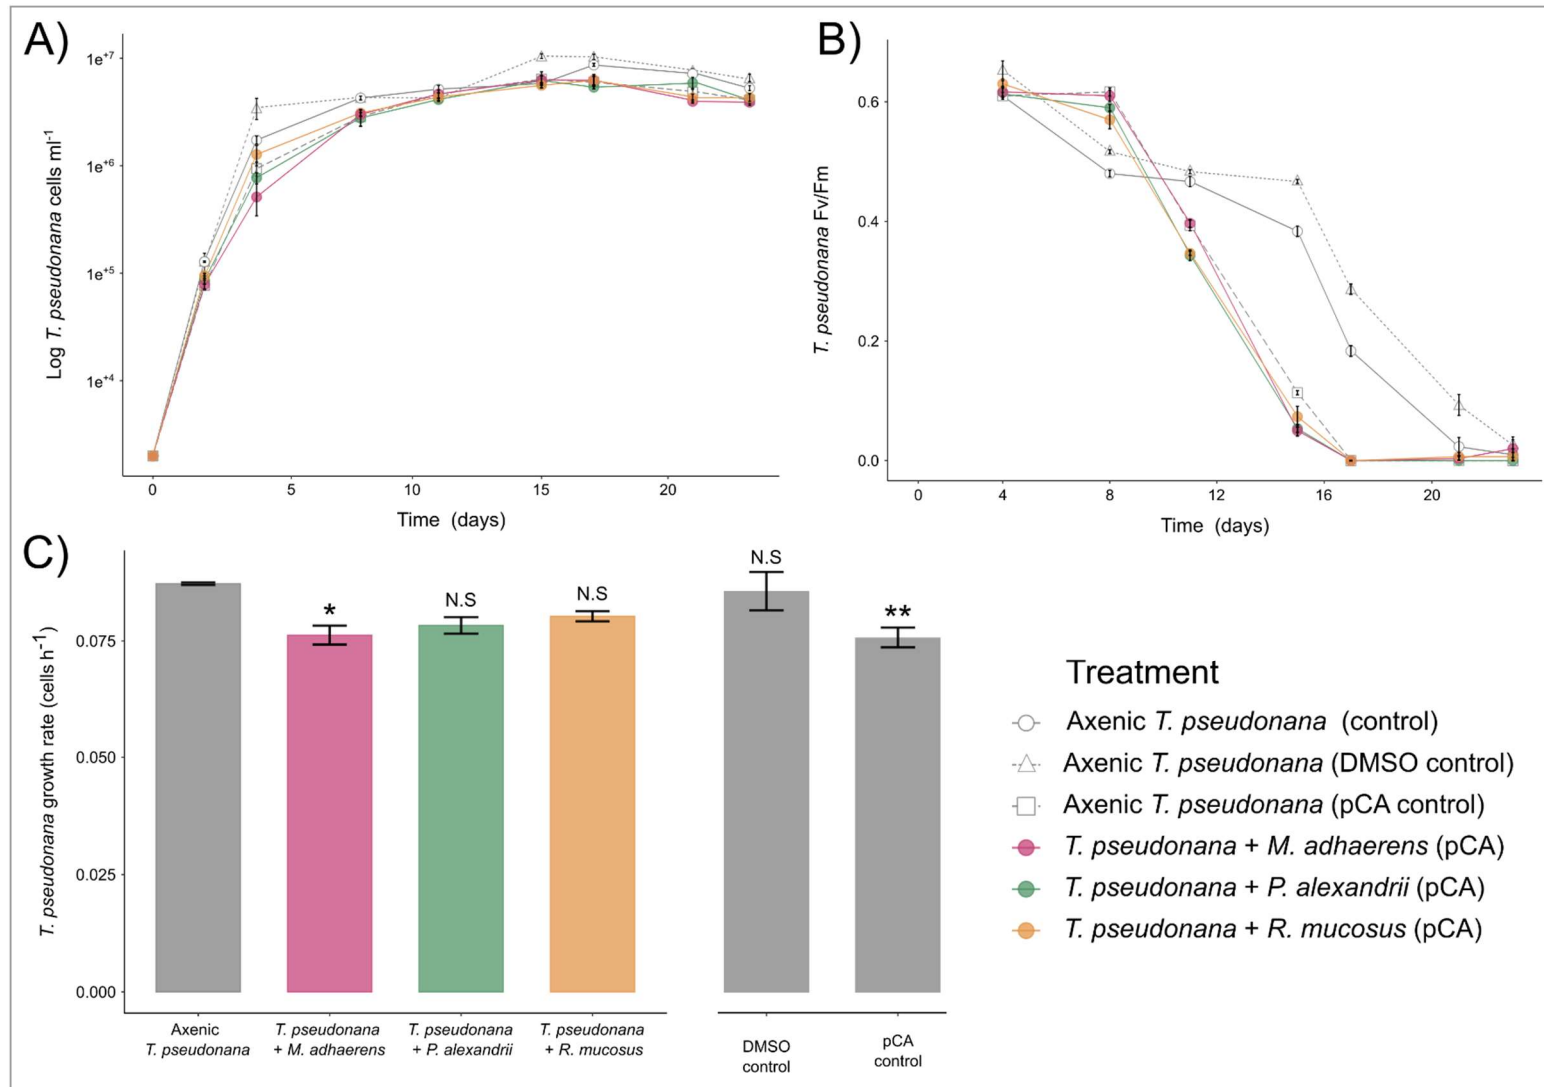 A)
Log T. pseudonana cells ml-1
1e+7
1e+6
1e+5
1e+4
0
5
10
15
20
Time (days)
B)
T. pseudonana Fv/Fm
0.6
0.4
0.2
0.0
0
4
8
12
16
20
Time (days)
C)
T. pseudonana growth rate (cells h-1)
0.075
0.050
0.025
0.000
*
N.S
N.S
N.S
**
Axenic
T. pseudonana
T. pseudonana
+ M. adhaerens
T. pseudonana
+ P. alexandrii
T. pseudonana
+ R. mucosus
DMSO
control
pCA
control
Treatment
Axenic T. pseudonana (control)
Axenic T. pseudonana (DMSO control)
Axenic T. pseudonana (pCA control)
T. pseudonana + M. adhaerens (pCA)
T. pseudonana + P. alexandrii (pCA)
T. pseudonana + R. mucosus (pCA)